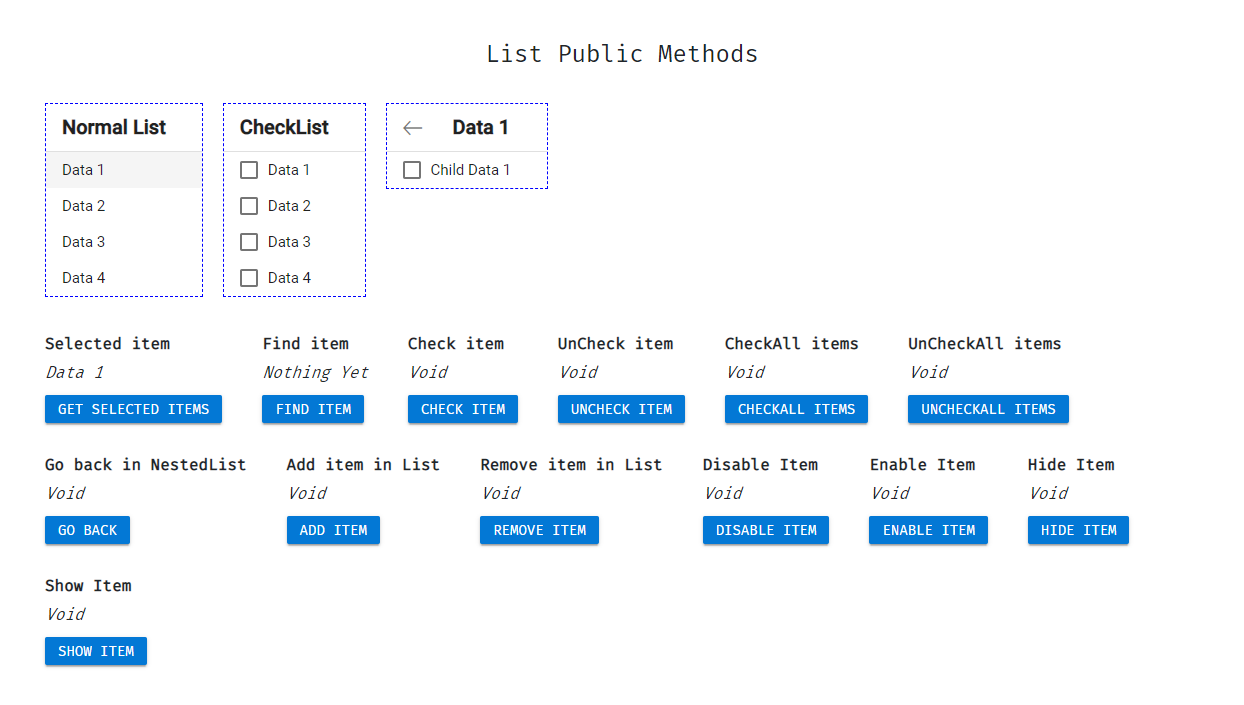 List Public Methods
Normal List
Data 1
Data 2
Data 3
Data 4
CheckList
Data 1
Data 2
Data 3
Data 4
Data 1
Child Data 1
Selected item
Data 1
GET SELECTED ITEMS
Find item
Nothing Yet
FIND ITEM
Check item
Void
CHECK ITEM
UnCheck item
Void
UNCHECK ITEM
CheckAll items
Void
CHECKALL ITEMS
UnCheckAll items
Void
UNCHECKALL ITEMS
Go back in NestedList
Void
GO BACK
Add item in List
Void
ADD ITEM
Remove item in List
Void
REMOVE ITEM
Disable Item
Void
DISABLE ITEM
Enable Item
Void
ENABLE ITEM
Hide Item
Void
HIDE ITEM
Show Item
Void
SHOW ITEM